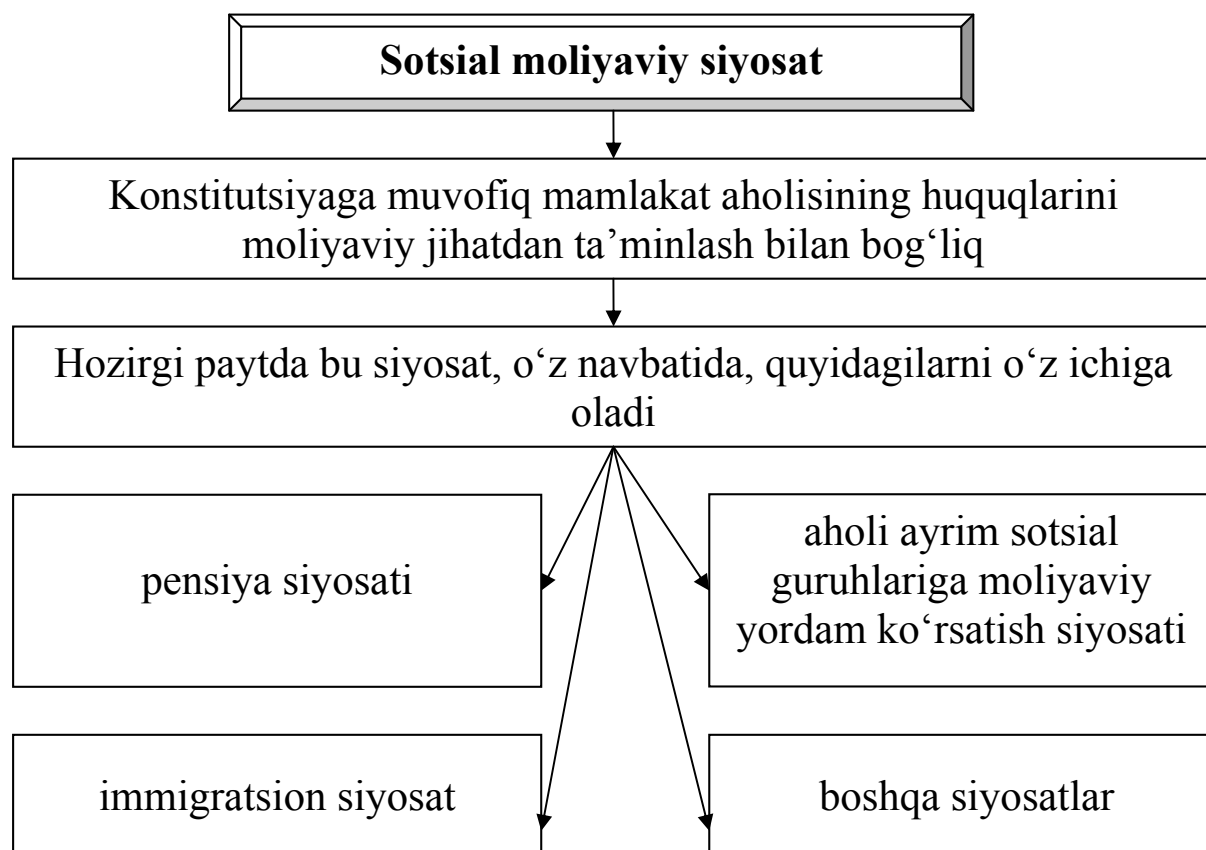 Sotsial moliyaviy siyosat
Konstitutsiyaga muvofiq mamlakat aholisining huquqlarini
moliyaviy jihatdan ta’minlash bilan bog‘liq
Hozirgi paytda bu siyosat, o‘z navbatida, quyidagilarni o‘z ichiga
oladi
pensiya siyosati
aholi ayrim sotsial
guruhlariga moliyaviy
yordam ko‘rsatish siyosati
immigratsion siyosat
boshqa siyosatlar